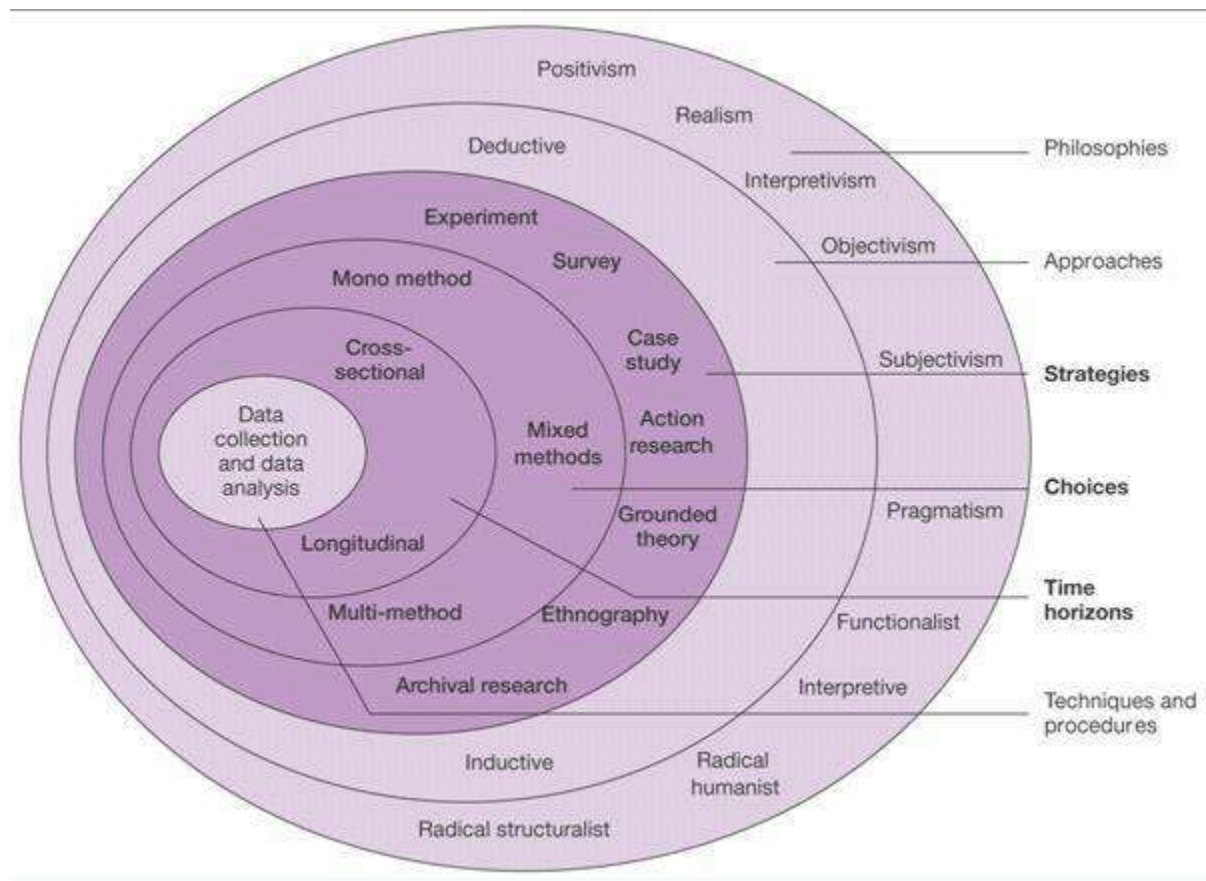 Positivism
Realism
Philosophies
Deductive
Interpretivism
Experiment
Objectivism
Survey
Approaches
Mono method
Case
study
Cross-
sectional
Subjectivism
Strategies
Data
collection
and data
analysis
Mixed
methods
Action
research
Choices
Grounded
theory
Pragmatism
Longitudinal
Time
horizons
Multi-method
Ethnography
Functionalist
Archival research
Interpretive
Techniques and
procedures
Inductive
Radical
humanist
Radical structuralist